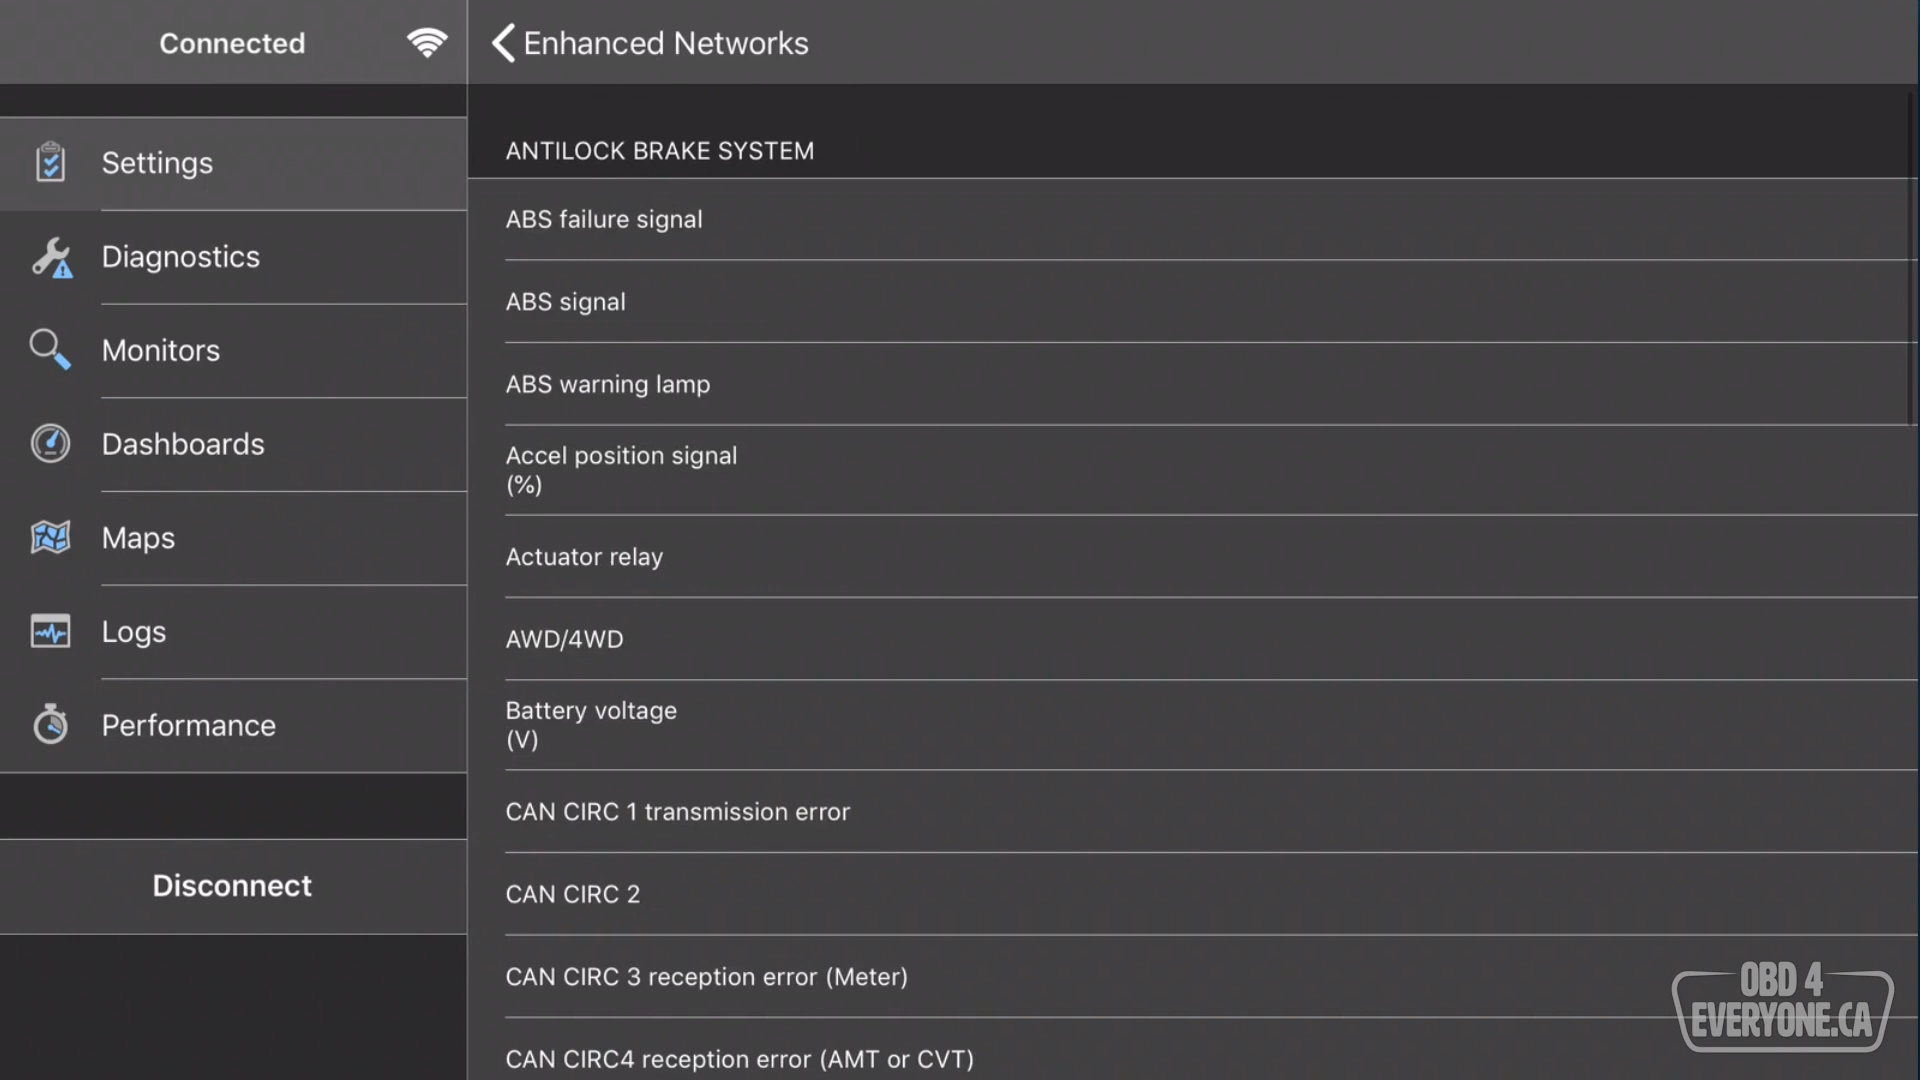 Connected
Enhanced Networks
Settings
Diagnostics
Monitors
Dashboards
Maps
Logs
Performance
Disconnect
ANTILOCK BRAKE SYSTEM
ABS failure signal
ABS signal
ABS warning lamp
Accel position signal
(%)
Actuator relay
AWD/4WD
Battery voltage
(V)
CAN CIRC 1 transmission error
CAN CIRC 2
CAN CIRC 3 reception error (Meter)
CAN CIRC4 reception error (AMT or CVT)
OBD 4
EVERYONE.CA